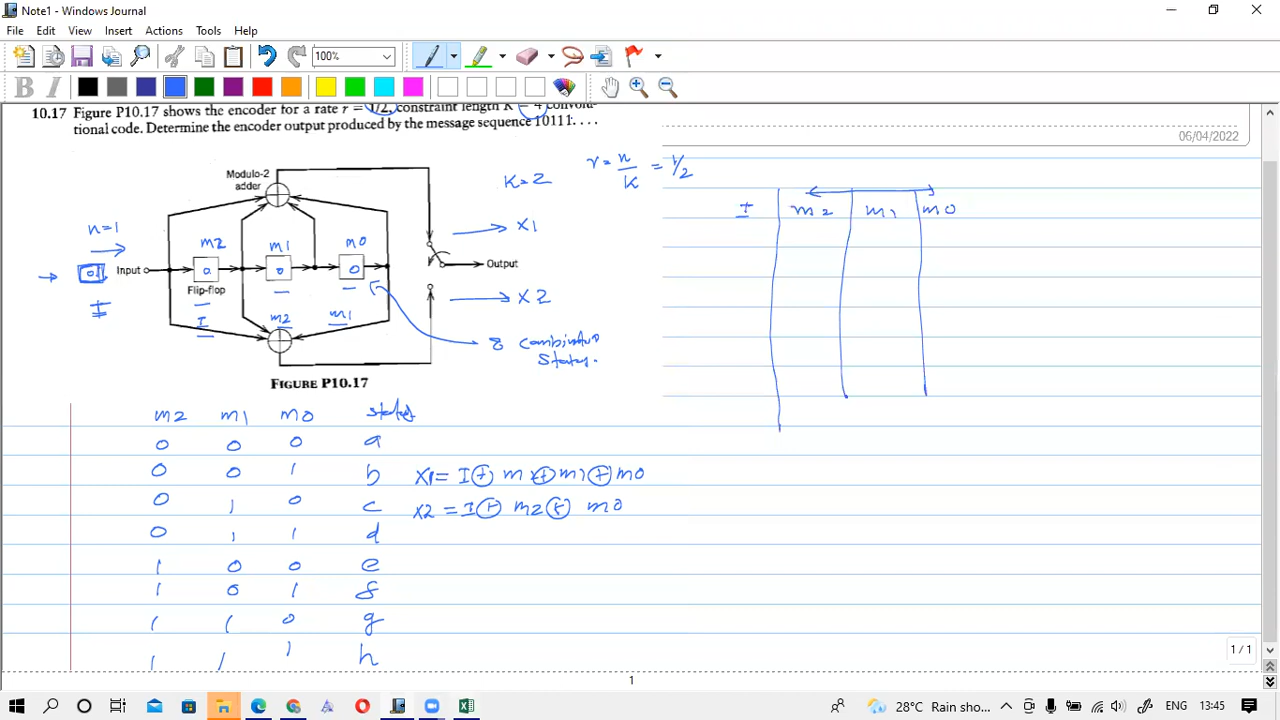 Note1 - Windows Journal
File Edit View Insert Actions Tools Help
100%
B I
10.17 Figure P10.17 shows the encoder for a rate r = 1/2, constraint length K = 4 convolu-
tional code. Determine the encoder output produced by the message sequence 10111. . . .
06/04/2022
r = n/K = 1/2
K=2
Modulo-2
adder
n=1
m2 m1 m0
X1
Input
0 0 0
Output
Flip-flop
I
I m2 m1
X2
8 combination
States.
FIGURE P10.17
I m2 m1 m0
m2 m1 m0 states
0 0 0 a
0 0 1 b
X1= I ⊕ m2 ⊕ m1 ⊕ m0
0 1 0 c
X2 = I ⊕ m2 ⊕ m0
0 1 1 d
1 0 0 e
1 0 1 f
1 1 0 g
1 1 1 h
1 / 1
1
28°C Rain sho...
ENG
13:45